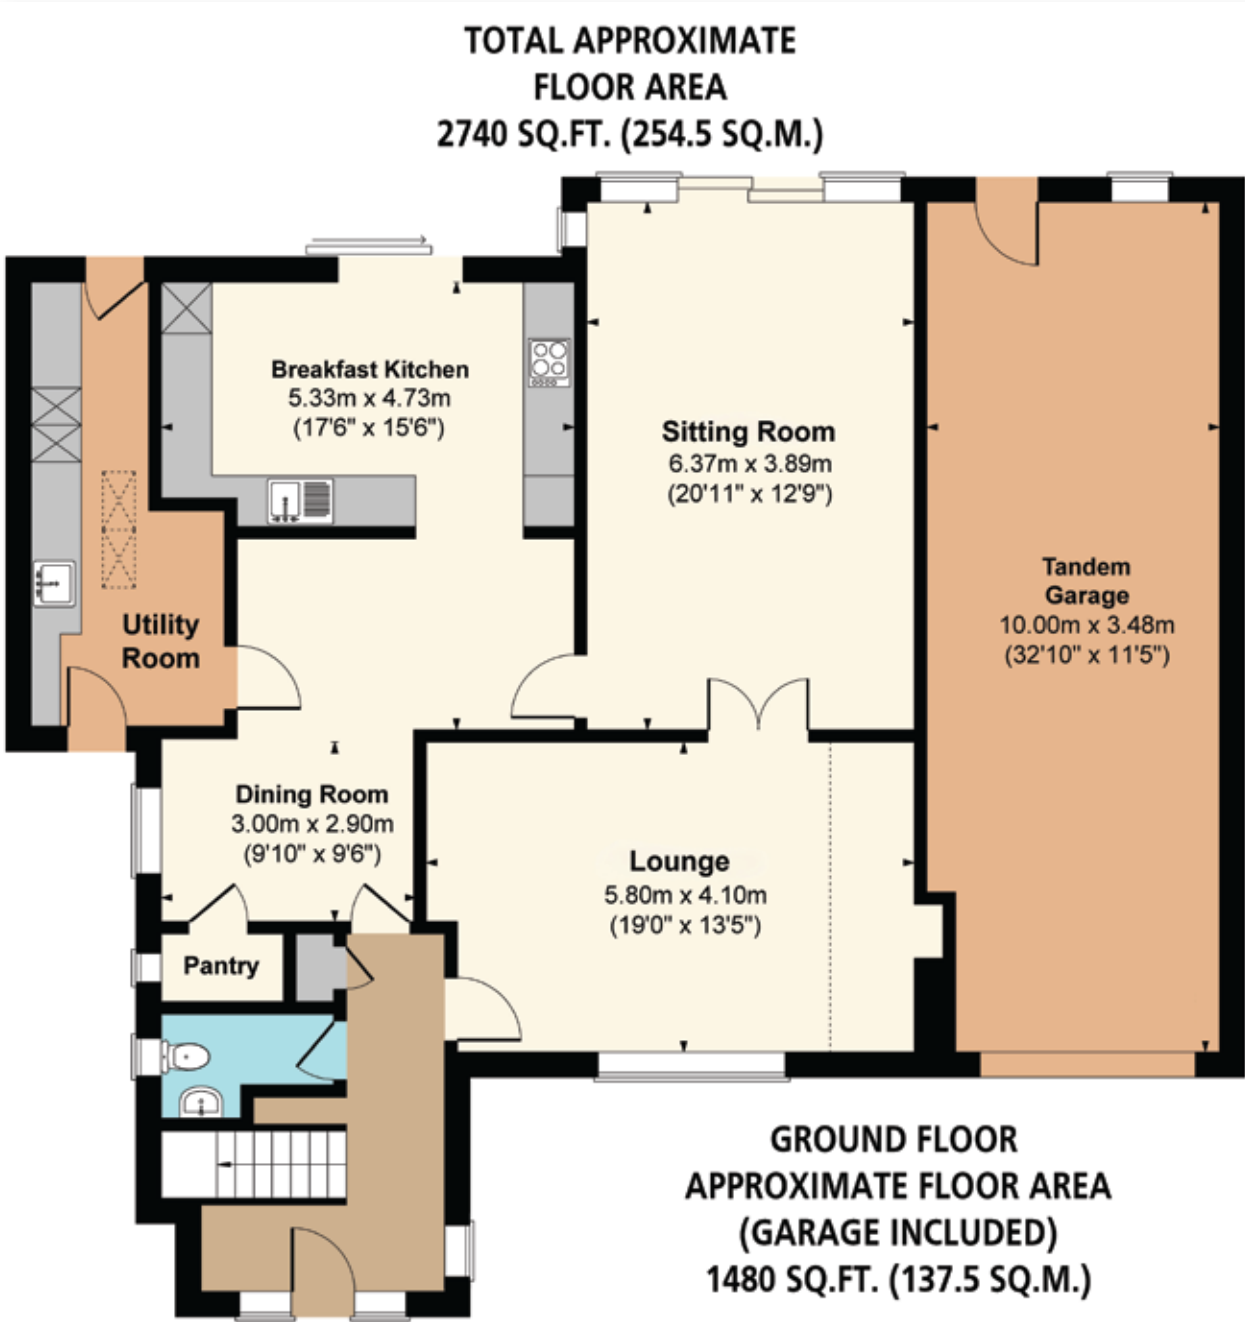 TOTAL APPROXIMATE
FLOOR AREA
2740 SQ.FT. (254.5 SQ.M.)
Breakfast Kitchen
5.33m x 4.73m
(17'6" x 15'6")
Sitting Room
6.37m x 3.89m
(20'11" x 12'9")
Tandem
Garage
10.00m x 3.48m
(32'10" x 11'5")
Utility
Room
Dining Room
3.00m x 2.90m
(9'10" x 9'6")
Lounge
5.80m x 4.10m
(19'0" x 13'5")
Pantry
GROUND FLOOR
APPROXIMATE FLOOR AREA
(GARAGE INCLUDED)
1480 SQ.FT. (137.5 SQ.M.)